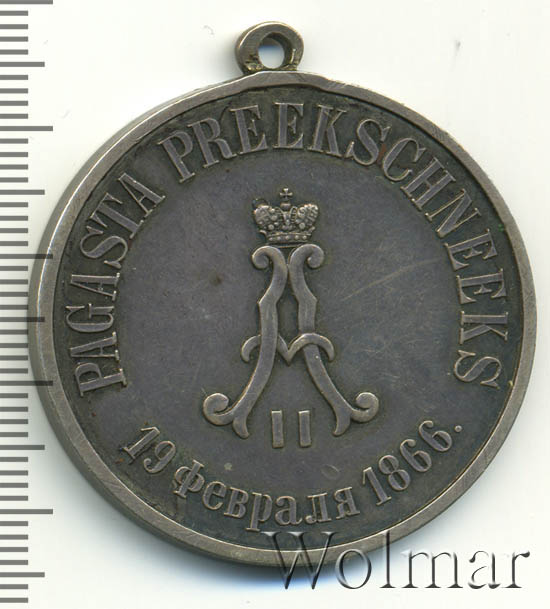 PAGASTA PREEKSCHNEEKS
A
II
19 февраля 1866.
Wolmar